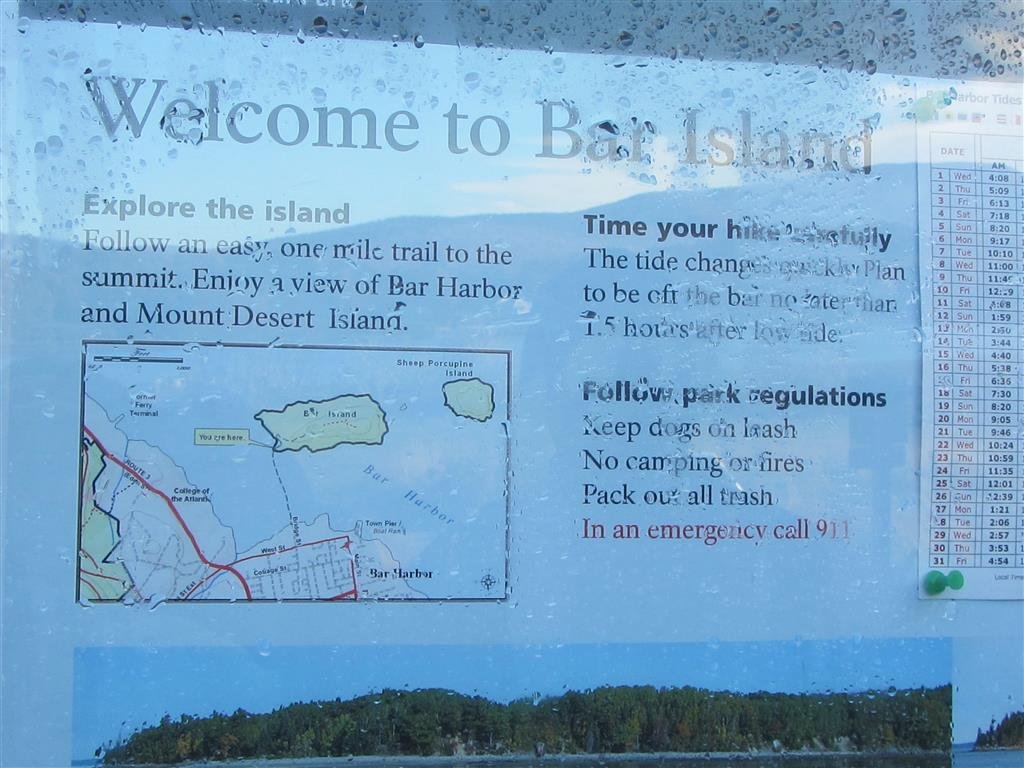 Welcome to Bar Island
Explore the island
Follow an easy, one mile trail to the
summit. Enjoy a view of Bar Harbor
and Mount Desert Island.
Time your hike carefully
The tide changes quickly. Plan
to be off the bar no later than
1.5 hours after low tide.
Follow park regulations
Keep dogs on leash
No camping or fires
Pack out all trash
In an emergency call 911
Feet
Sheep Porcupine
Island
Ferry
Terminal
Bar Island
You are here.
Bar Harbor
ROUTE 3
College of
the Atlantic
Town Pier /
West St
Cottage St
Main St
Bar Harbor
Harbor Tides
DATE
AM
1 Wed 4:08
2 Thu 5:09
3 Fri 6:13
4 Sat 7:18
5 Sun 8:20
6 Mon 9:17
7 Tue 10:10
8 Wed 11:00
9 Thu
10 Fri
11 Sat
12 Sun 1:59
13 Mon 2:50
14 Tue 3:44
15 Wed 4:40
16 Thu 5:38
17 Fri 6:35
18 Sat 7:30
19 Sun 8:20
20 Mon 9:05
21 Tue 9:46
22 Wed 10:24
23 Thu 10:59
24 Fri 11:35
25 Sat 12:01
26 Sun 12:39
27 Mon 1:21
28 Tue 2:06
29 Wed 2:57
30 Thu 3:53
31 Fri 4:54
Local Time